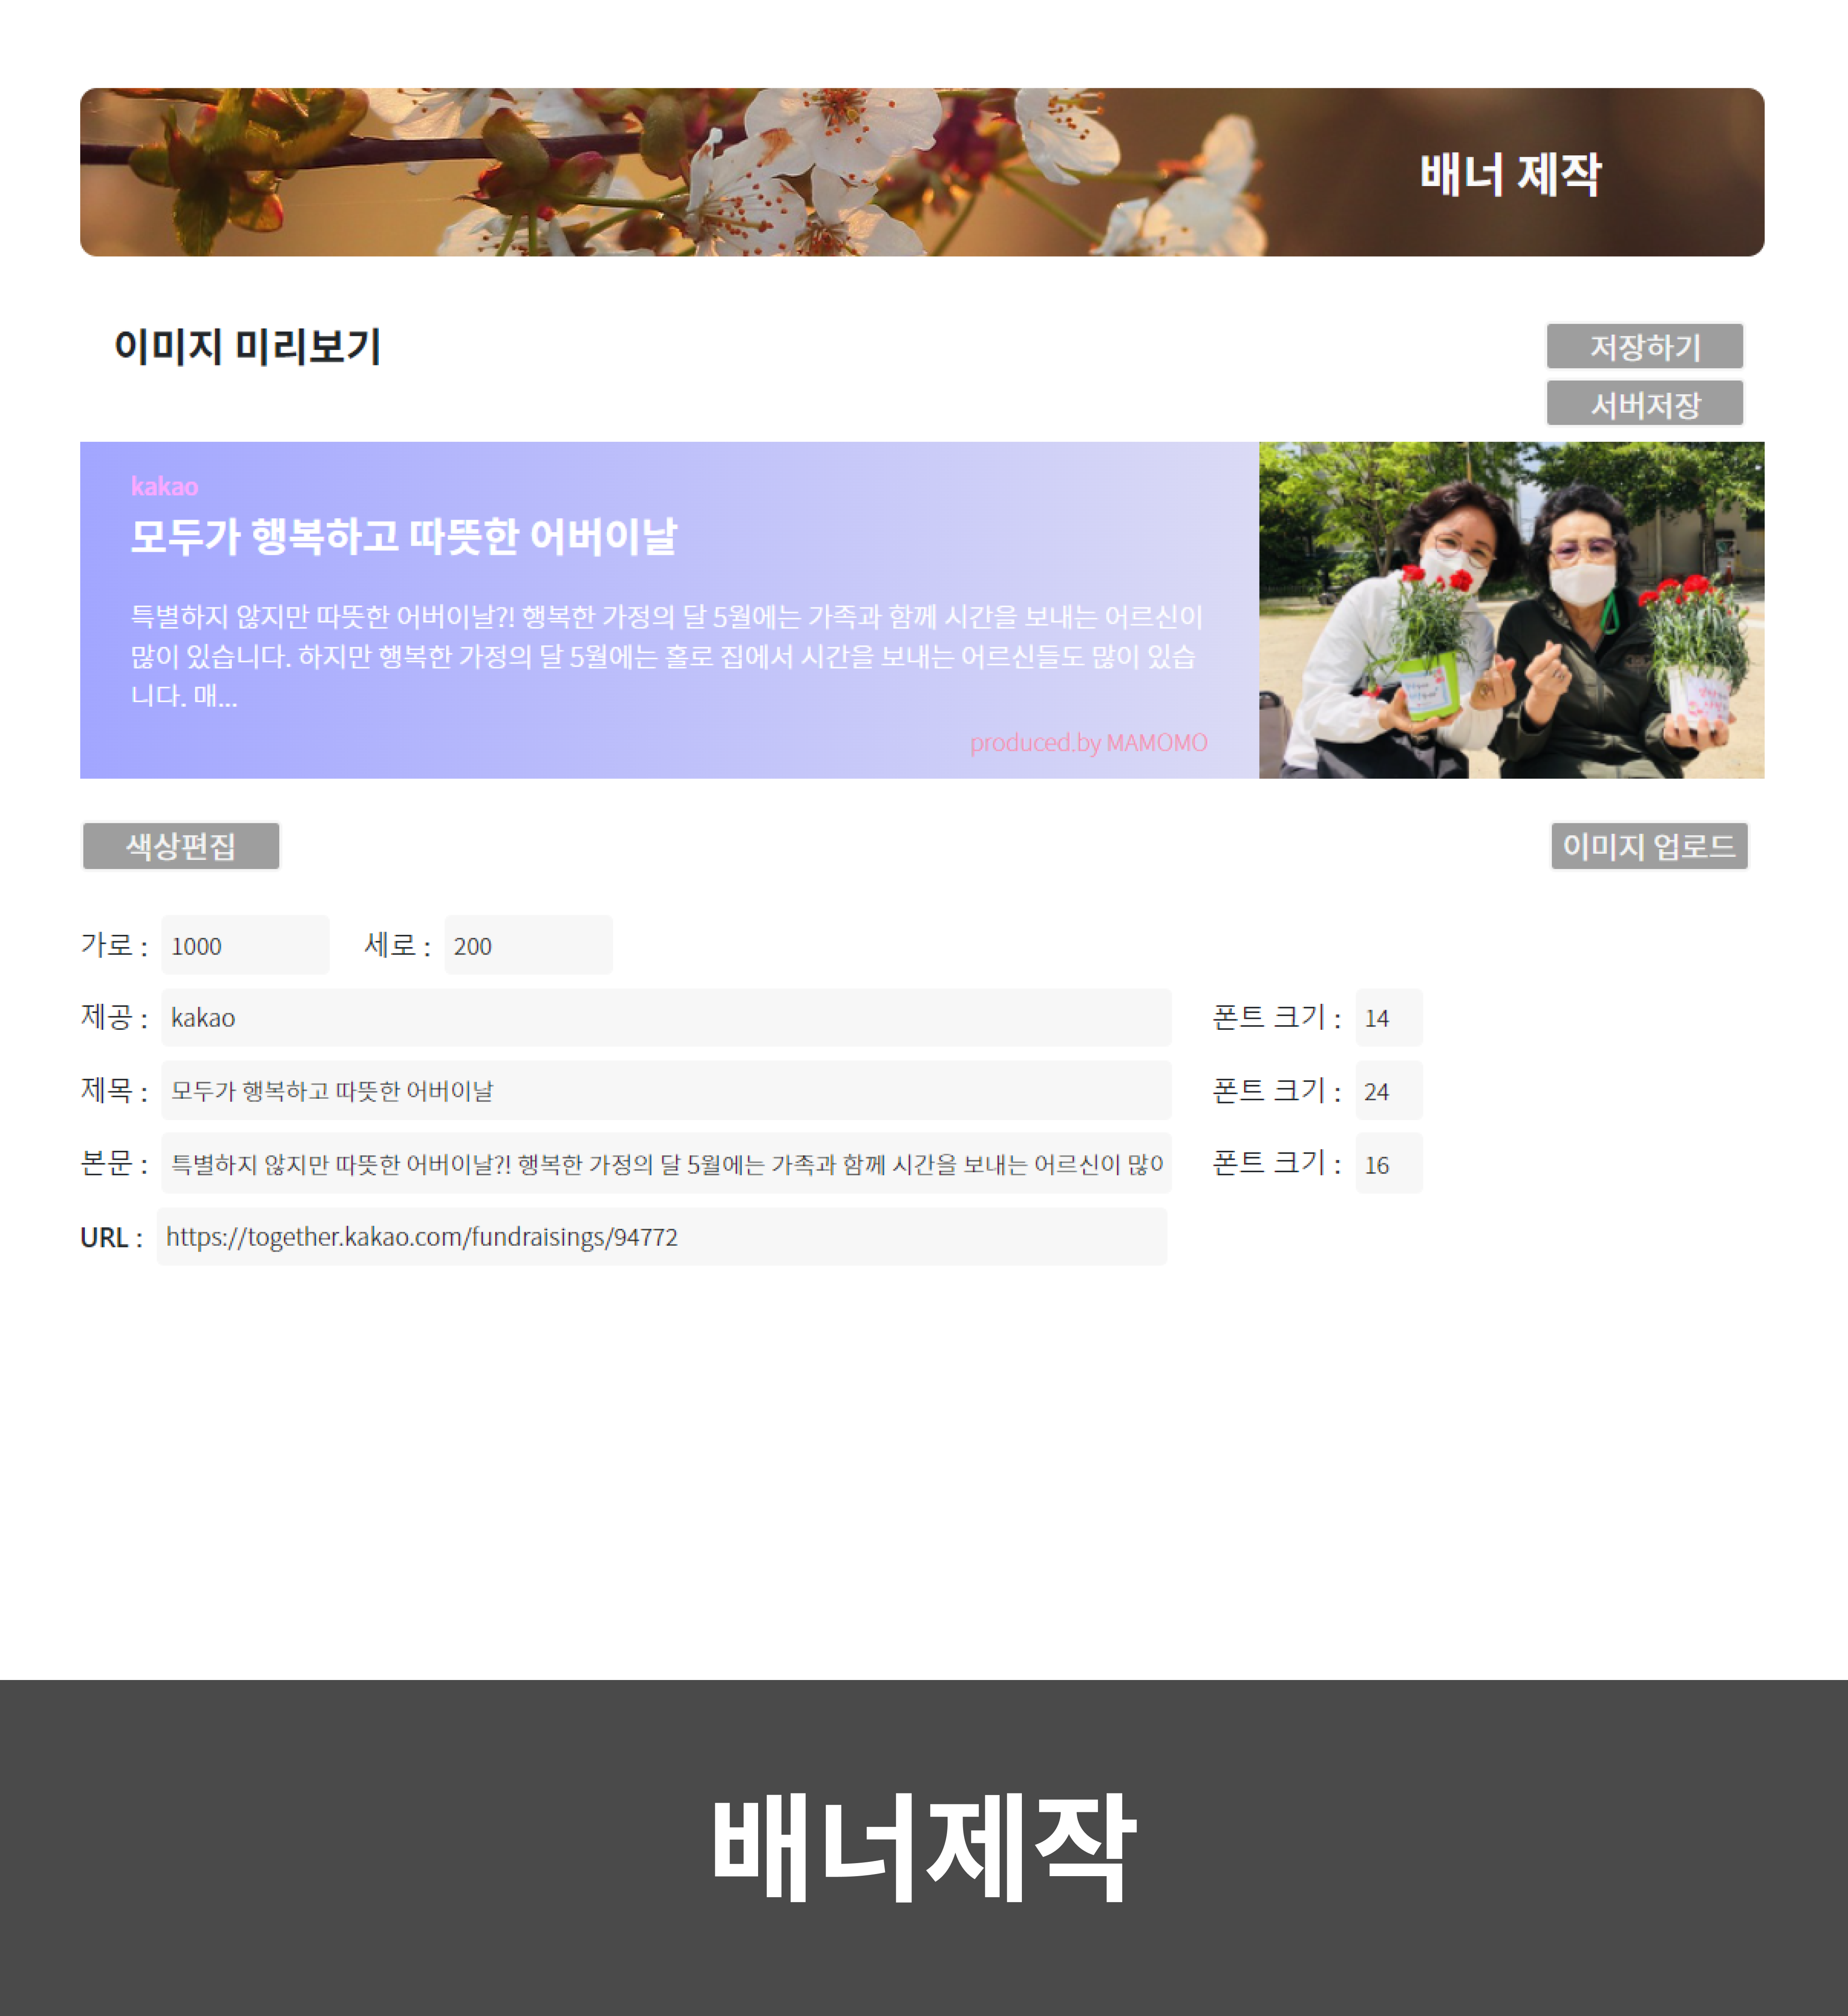 배너 제작
이미지 미리보기
저장하기
서버저장
kakao
모두가 행복하고 따뜻한 어버이날
특별하지 않지만 따뜻한 어버이날?! 행복한 가정의 달 5월에는 가족과 함께 시간을 보내는 어르신이
많이 있습니다. 하지만 행복한 가정의 달 5월에는 홀로 집에서 시간을 보내는 어르신들도 많이 있습
니다. 매...
produced.by MAMOMO
색상편집
이미지 업로드
가로 : 1000 세로 : 200
제공 : kakao 폰트 크기 : 14
제목 : 모두가 행복하고 따뜻한 어버이날 폰트 크기 : 24
본문 : 특별하지 않지만 따뜻한 어버이날?! 행복한 가정의 달 5월에는 가족과 함께 시간을 보내는 어르신이 많이 폰트 크기 : 16
URL : https://together.kakao.com/fundraisings/94772
배너제작